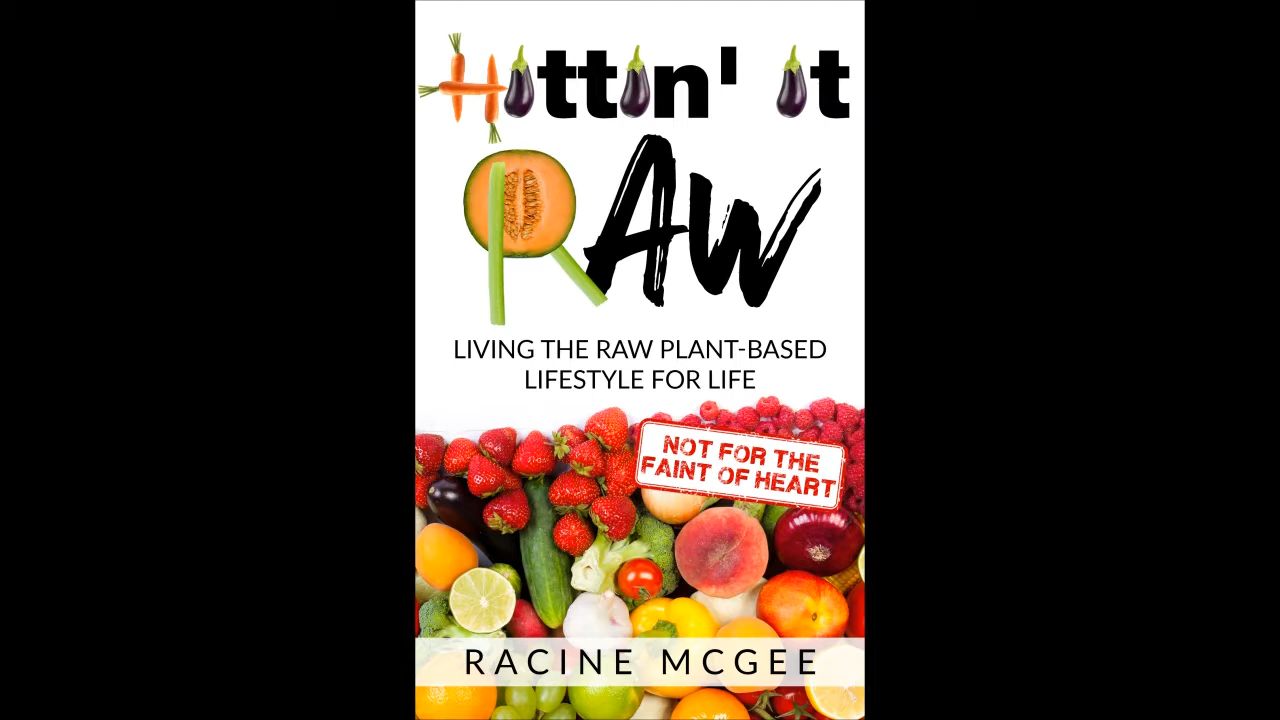 Hittin' it
RAW
LIVING THE RAW PLANT-BASED
LIFESTYLE FOR LIFE
NOT FOR THE
FAINT OF HEART
RACINE MCGEE